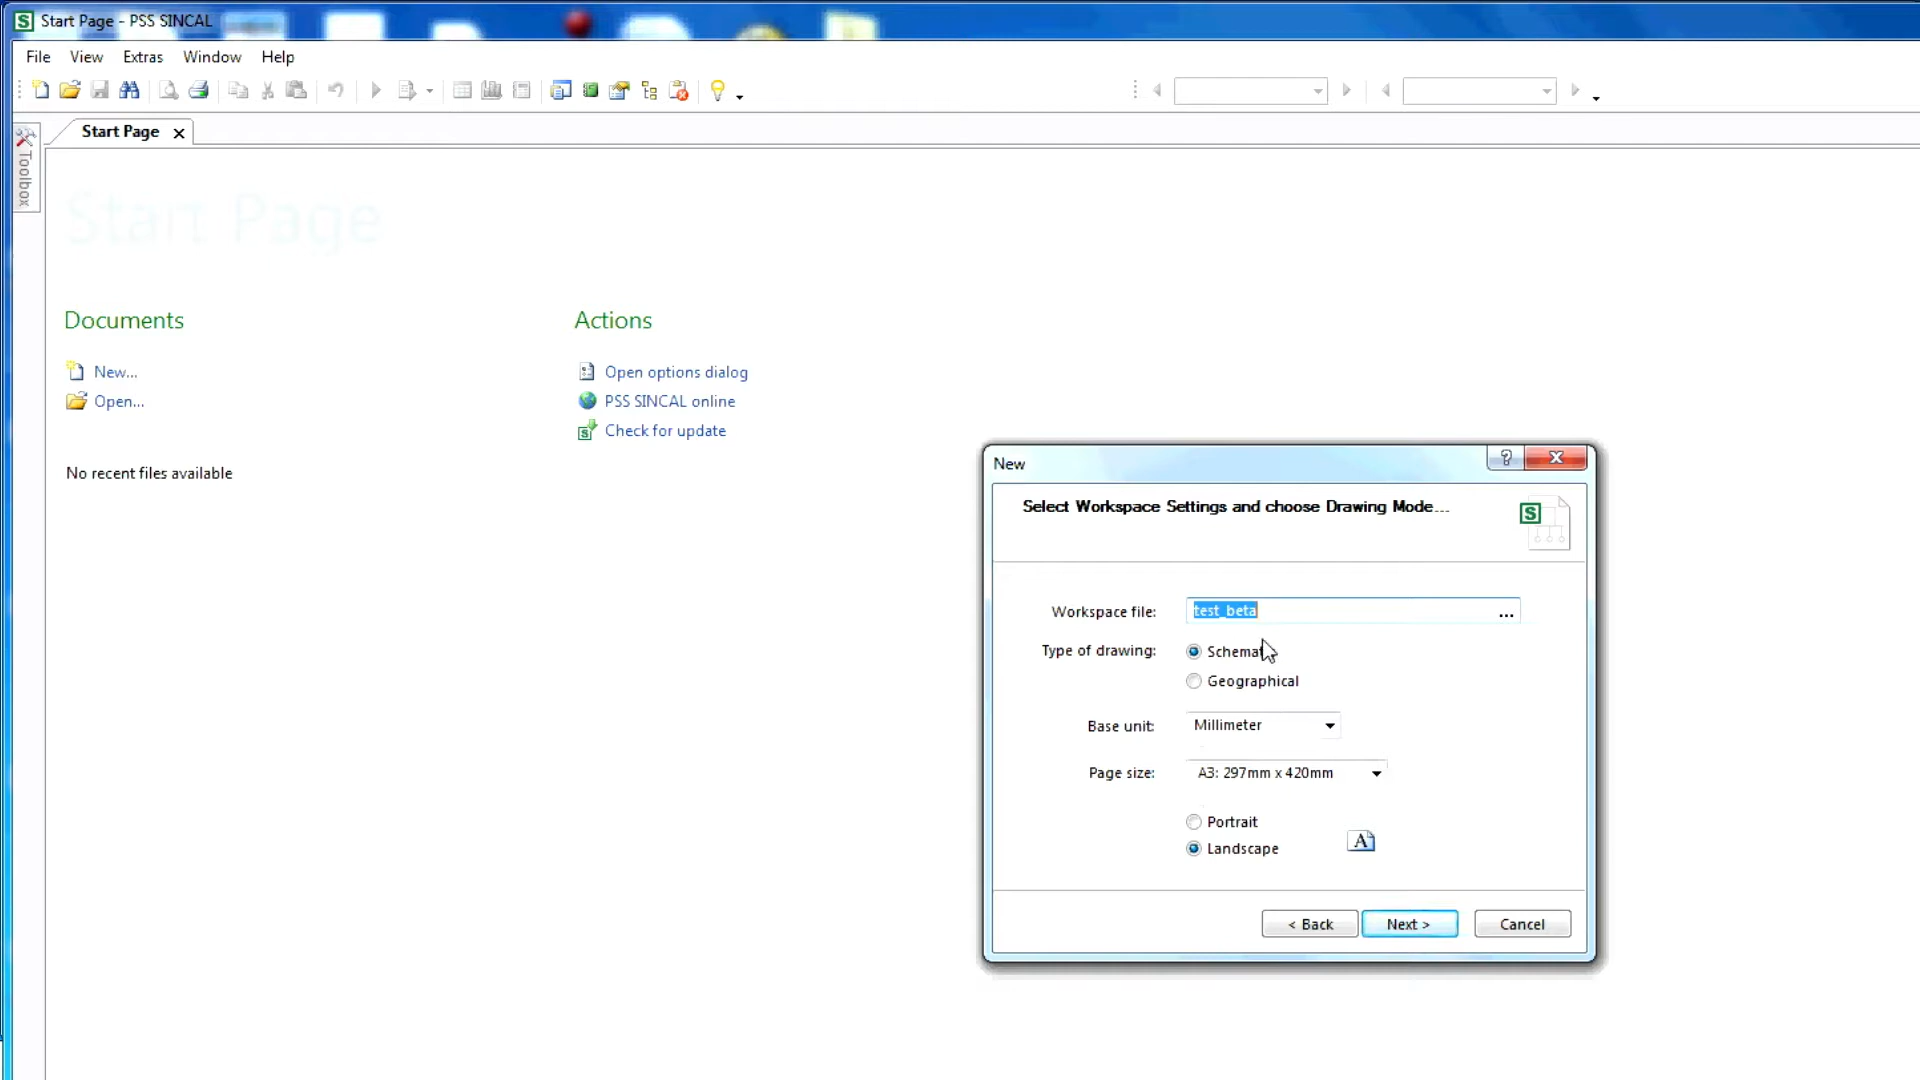 Start Page - PSS SINCAL
File View Extras Window Help
Start Page
Toolbox
Start Page
Documents
Actions
New...
Open options dialog
Open...
PSS SINCAL online
Check for update
No recent files available
New
Select Workspace Settings and choose Drawing Mode...
Workspace file: test_beta ...
Type of drawing: Schemat
Geographical
Base unit: Millimeter
Page size: A3: 297mm x 420mm
Portrait
Landscape
A
< Back Next > Cancel